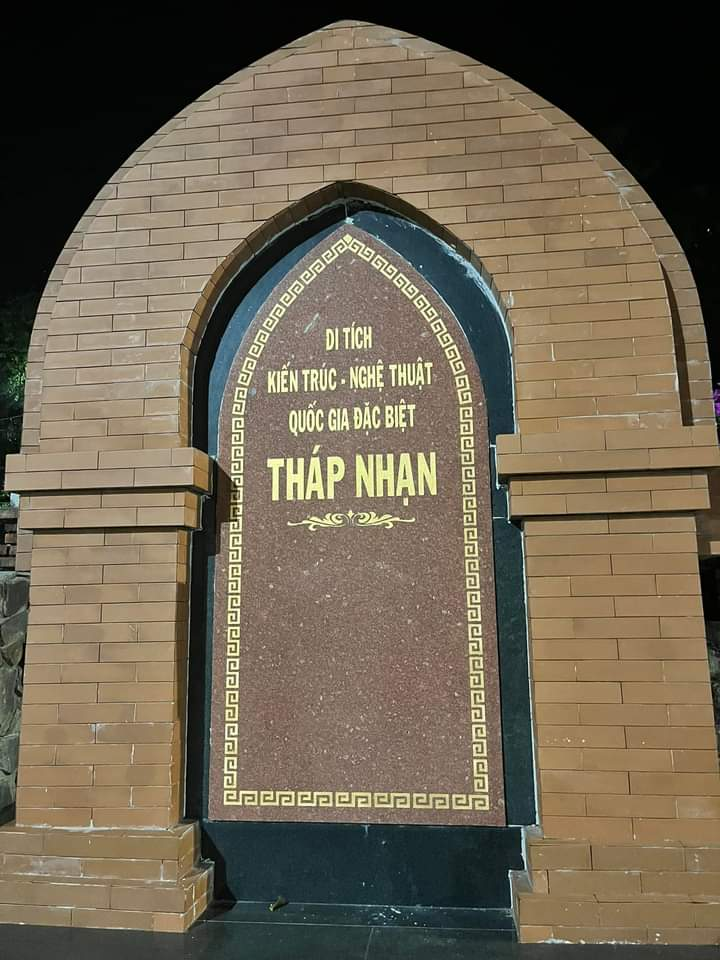 DI TÍCH
KIẾN TRÚC - NGHỆ THUẬT
QUỐC GIA ĐẶC BIỆT
THÁP NHẠN